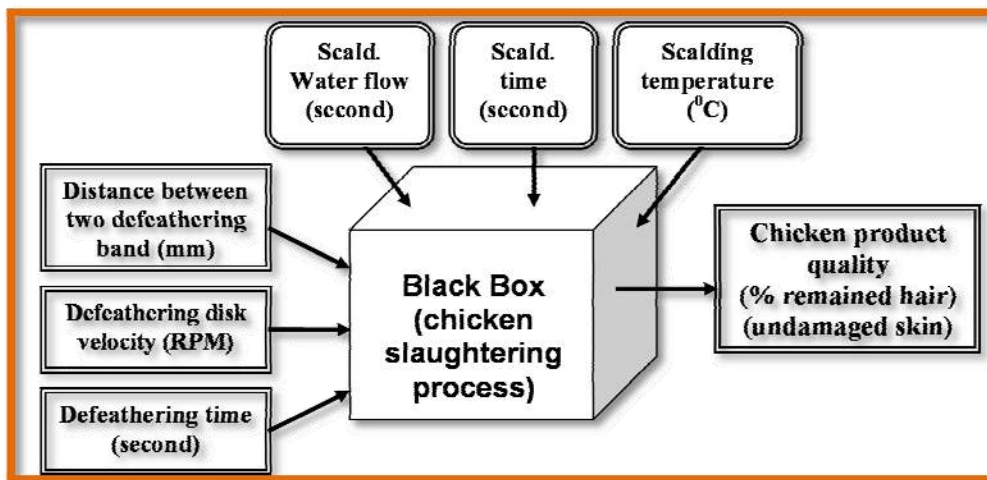 Scald.
Water flow
(second)
Scald.
time
(second)
Scalding
temperature
(⁰C)
Distance between
two defeathering
band (mm)
Defeathering disk
velocity (RPM)
Defeathering time
(second)
Black Box
(chicken
slaughtering
process)
Chicken product
quality
(% remained hair)
(undamaged skin)